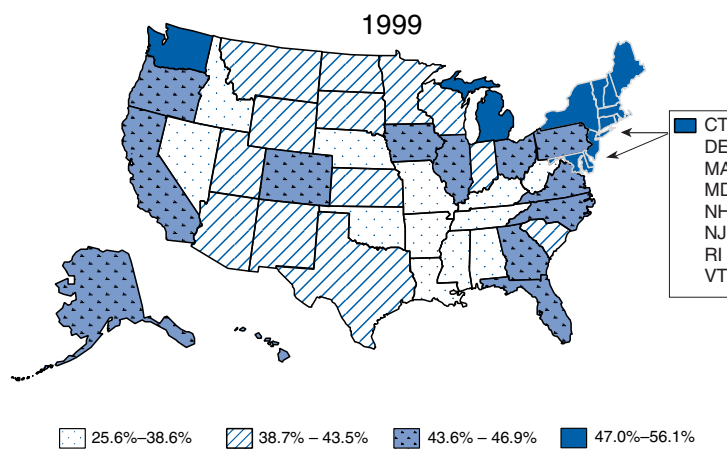 1999
CT
DE
MA
MD
NH
NJ
RI
VT
25.6%–38.6%
38.7% – 43.5%
43.6% – 46.9%
47.0%–56.1%